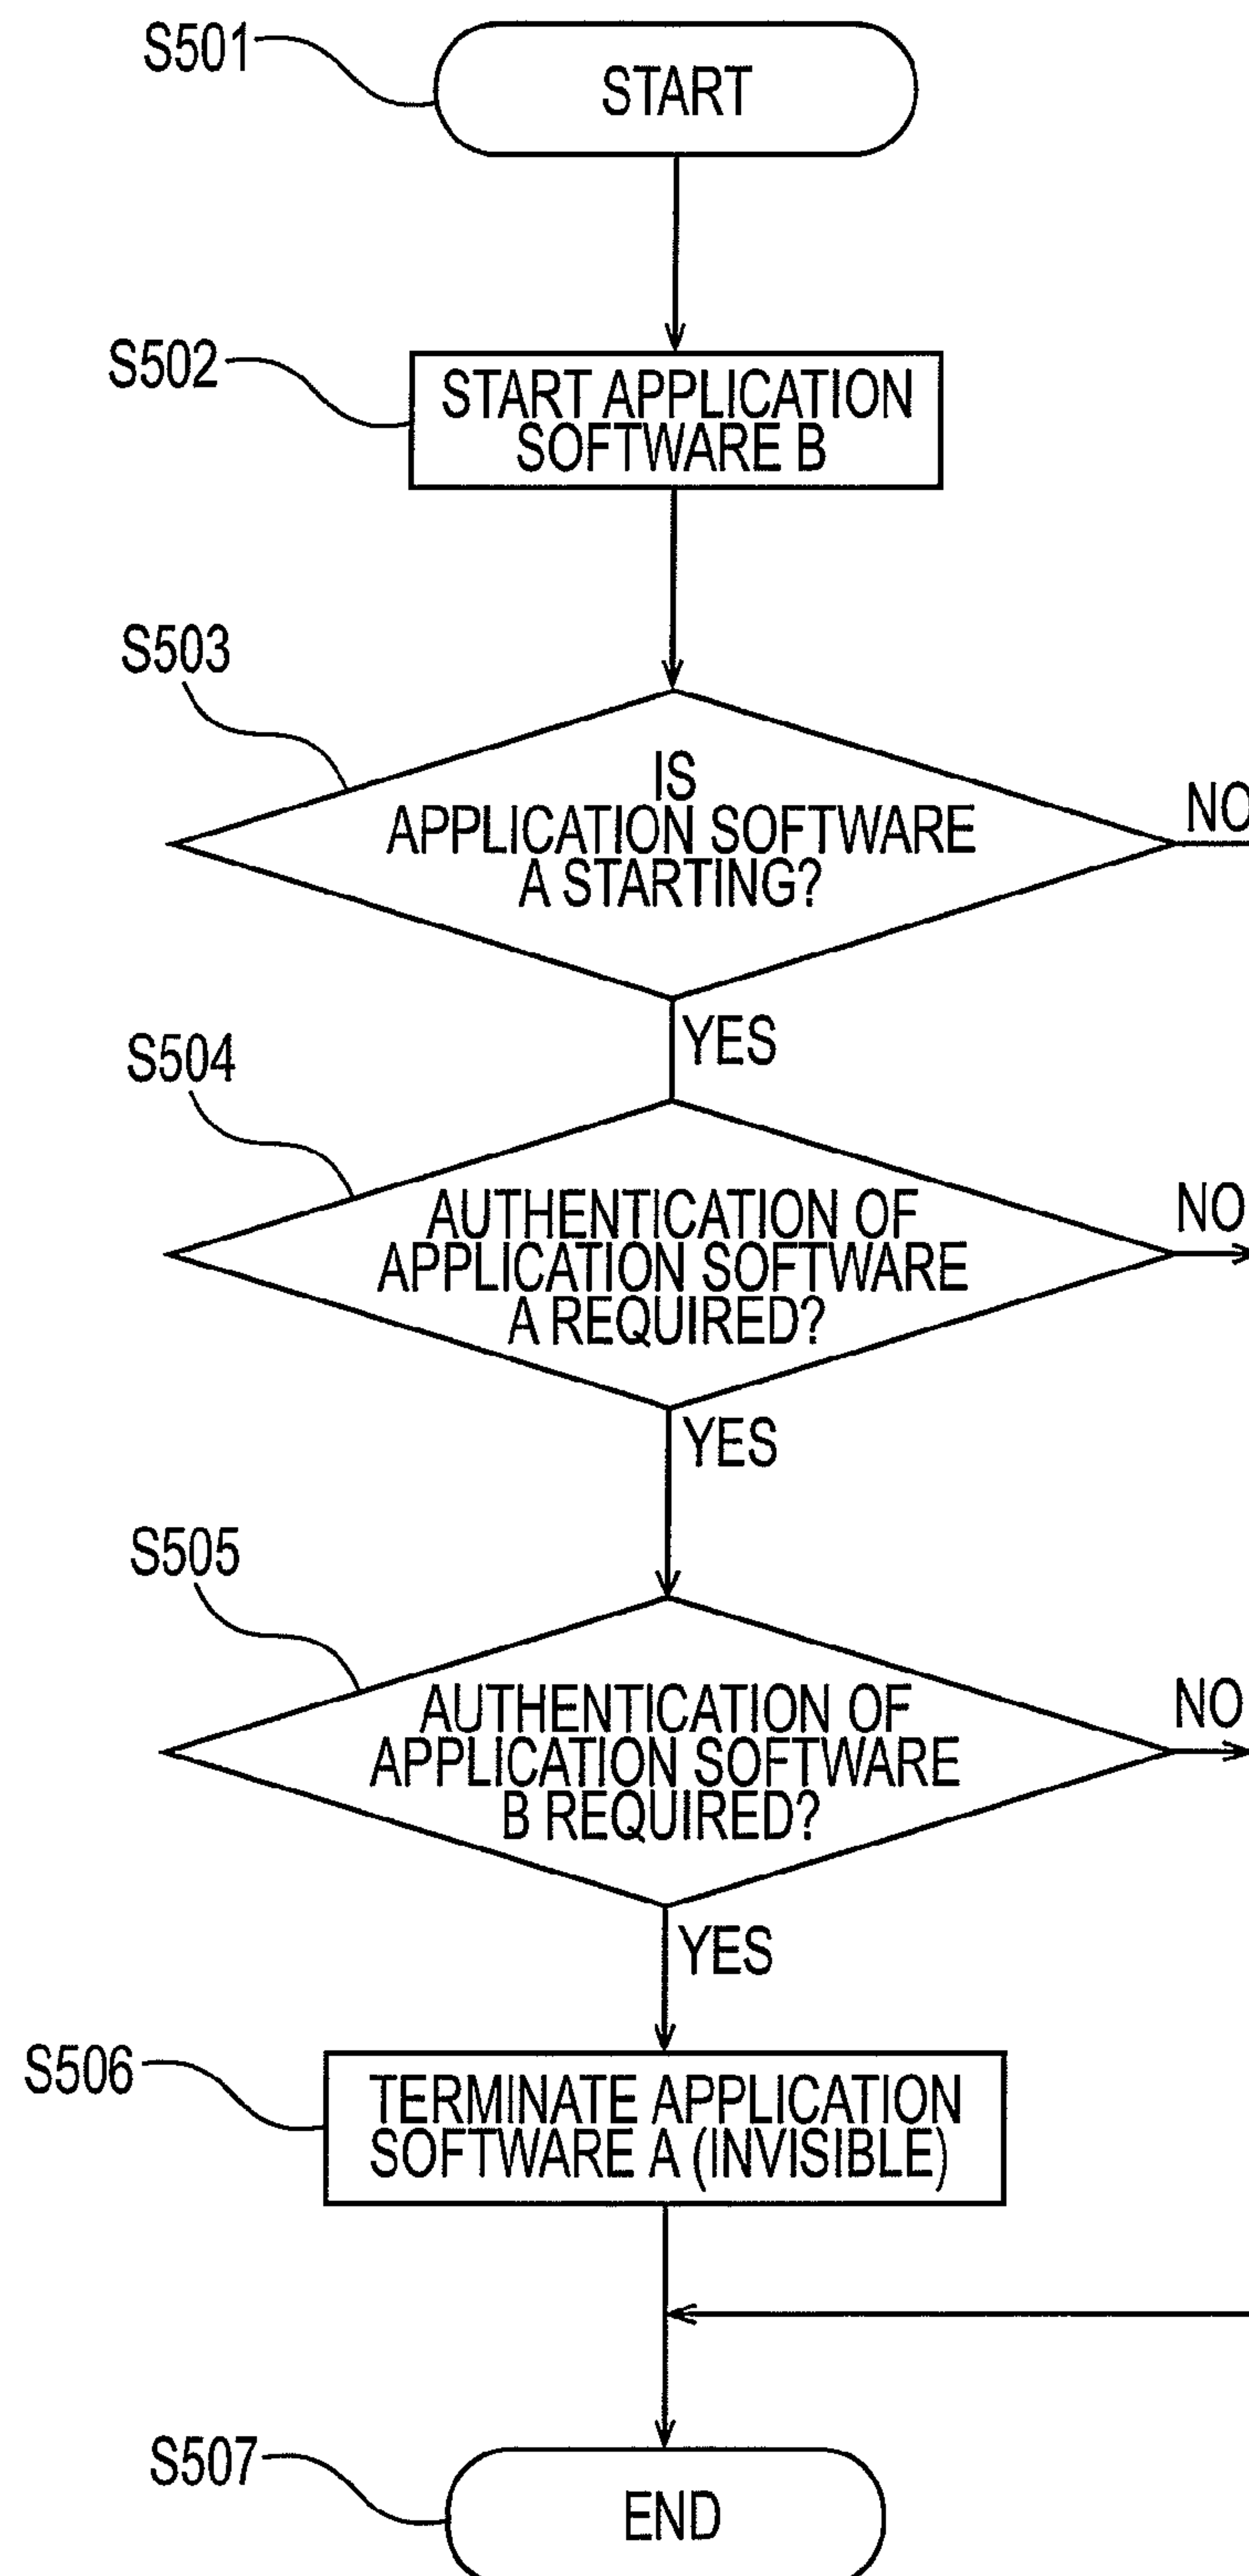 S501
START
S502
START APPLICATION
SOFTWARE B
S503
IS
APPLICATION SOFTWARE
A STARTING?
NO
YES
S504
AUTHENTICATION OF
APPLICATION SOFTWARE
A REQUIRED?
NO
YES
S505
AUTHENTICATION OF
APPLICATION SOFTWARE
B REQUIRED?
NO
YES
S506
TERMINATE APPLICATION
SOFTWARE A (INVISIBLE)
S507
END